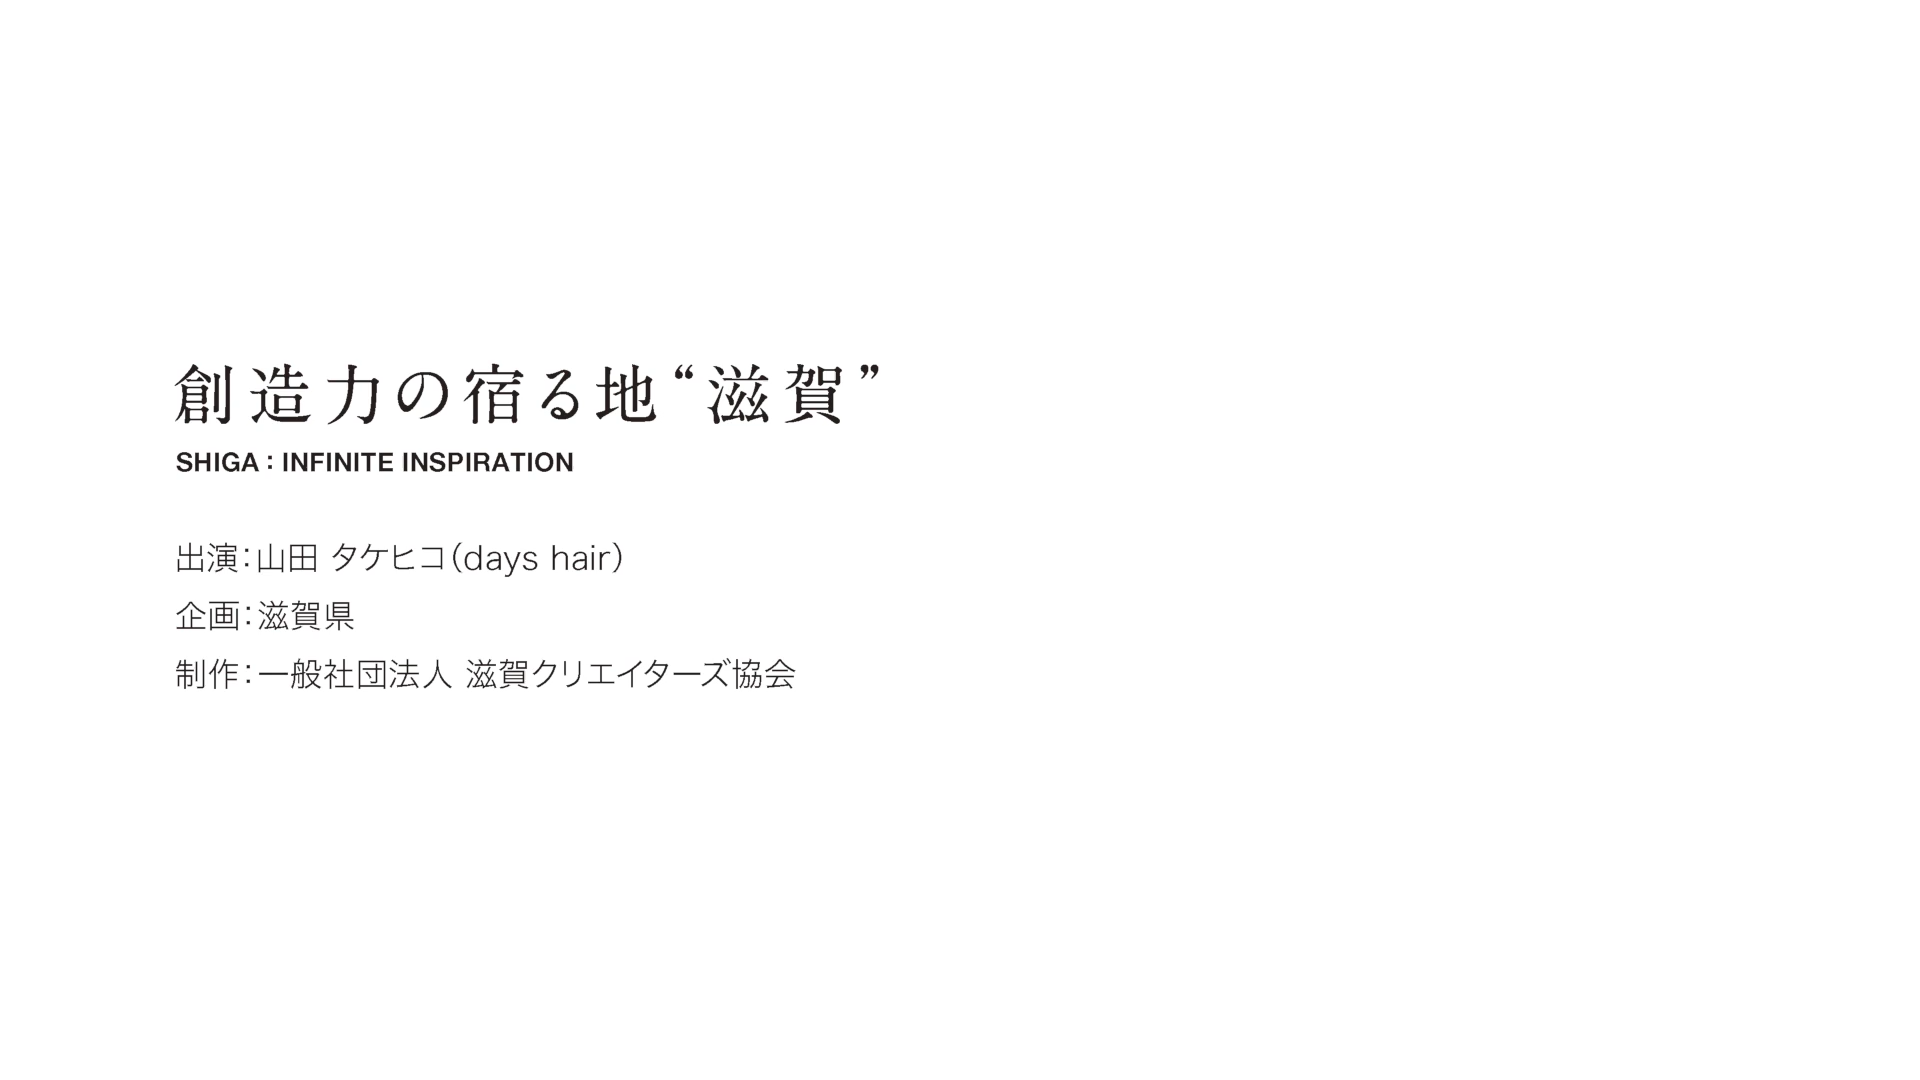 創造力の宿る地“滋賀”
SHIGA : INFINITE INSPIRATION
出演：山田 タケヒコ（days hair）
企画：滋賀県
制作：一般社団法人 滋賀クリエイターズ協会